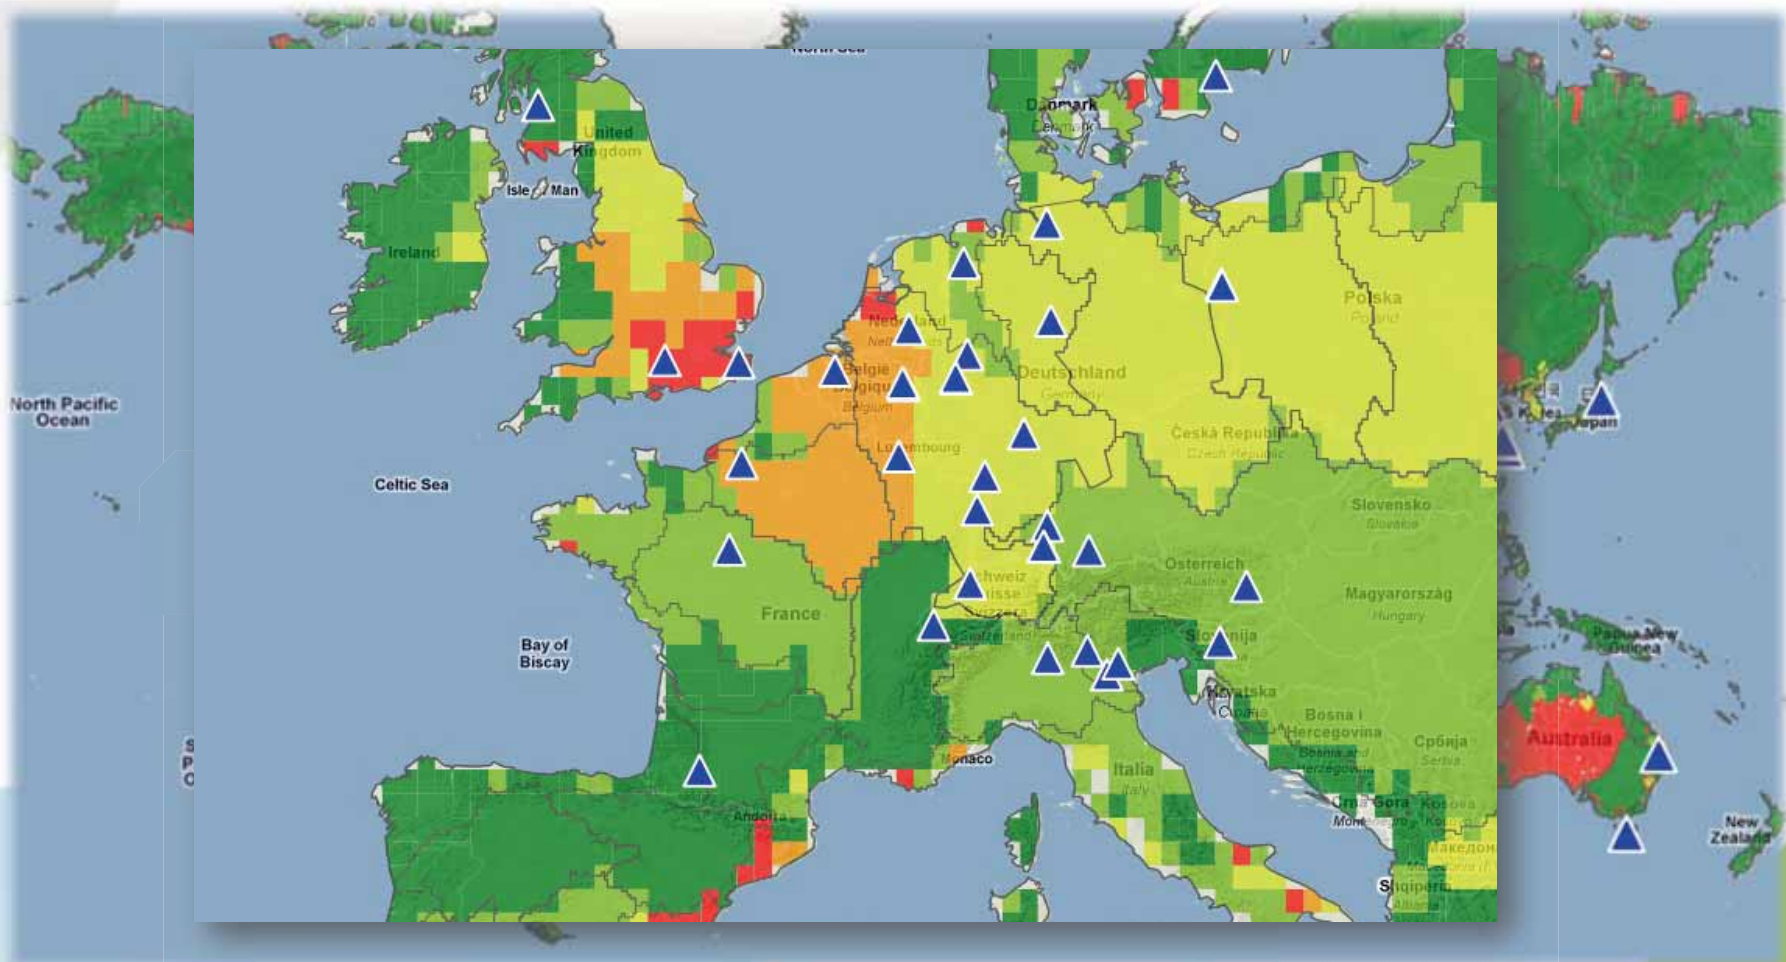 North Sea
Danmark
Denmark
United
Kingdom
Isle of Man
Ireland
Polska
Poland
Nederland
België
Belgique
Belgium
Deutschland
Germany
North Pacific
Ocean
S Korea
Japan
Luxembourg
Česká Republika
Czech Republic
Celtic Sea
Slovensko
Slovakia
Österreich
Austria
Magyarország
Hungary
Schweiz
Suisse
Svizzera
Switzerland
France
Bay of
Biscay
Slovenija
Papua New
Guinea
Hrvatska
Croatia
Bosna i
Hercegovina
Bosnia and
Herzegovina
Србија
Serbia
Australia
Monaco
Italia
Italy
Andorra
Crna Gora
Montenegro
Kosova
New
Zealand
Shqipëria
Albania